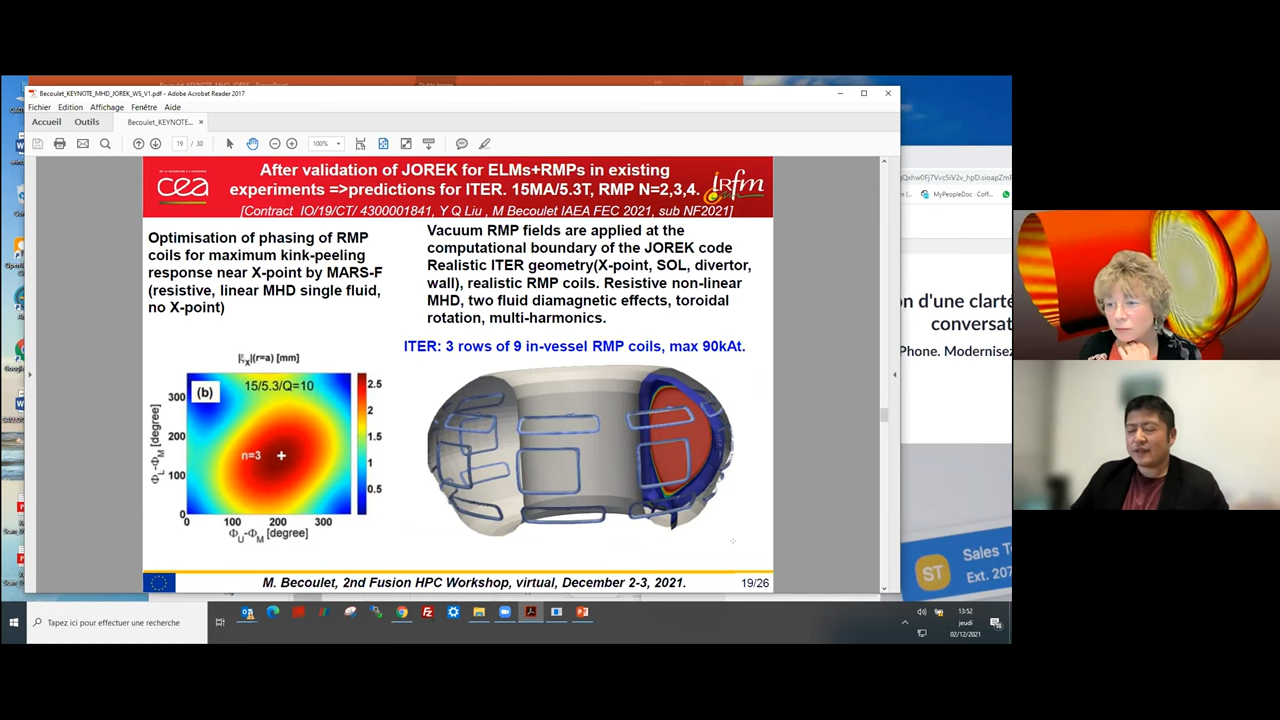 Becoulet_KEYNOTE_MHD_JOREK_WS_V1.pdf - Adobe Acrobat Reader 2017
Fichier Edition Affichage Fenêtre Aide
Accueil Outils Becoulet_KEYNOTE...
19 / 30 100%
cea
irfm
After validation of JOREK for ELMs+RMPs in existing
experiments =>predictions for ITER. 15MA/5.3T, RMP N=2,3,4.
[Contract IO/19/CT/ 4300001841, Y Q Liu , M Becoulet IAEA FEC 2021, sub NF2021]
Optimisation of phasing of RMP
coils for maximum kink-peeling
response near X-point by MARS-F
(resistive, linear MHD single fluid,
no X-point)
Vacuum RMP fields are applied at the
computational boundary of the JOREK code
Realistic ITER geometry(X-point, SOL, divertor,
wall), realistic RMP coils. Resistive non-linear
MHD, two fluid diamagnetic effects, toroidal
rotation, multi-harmonics.
ITER: 3 rows of 9 in-vessel RMP coils, max 90kAt.
|ξX|(r=a) [mm]
(b)
15/5.3/Q=10
n=3
300
200
100
0
0 100 200 300
ΦL-ΦM [degree]
ΦU-ΦM [degree]
2.5
2
1.5
1
0.5
M. Becoulet, 2nd Fusion HPC Workshop, virtual, December 2-3, 2021.
19/26
MyPeopleDoc - Coff...
on d'une clarté
conversat
Phone. Modernisez
ST
Sales T
Ext. 207
Tapez ici pour effectuer une recherche
13:52
jeudi
02/12/2021